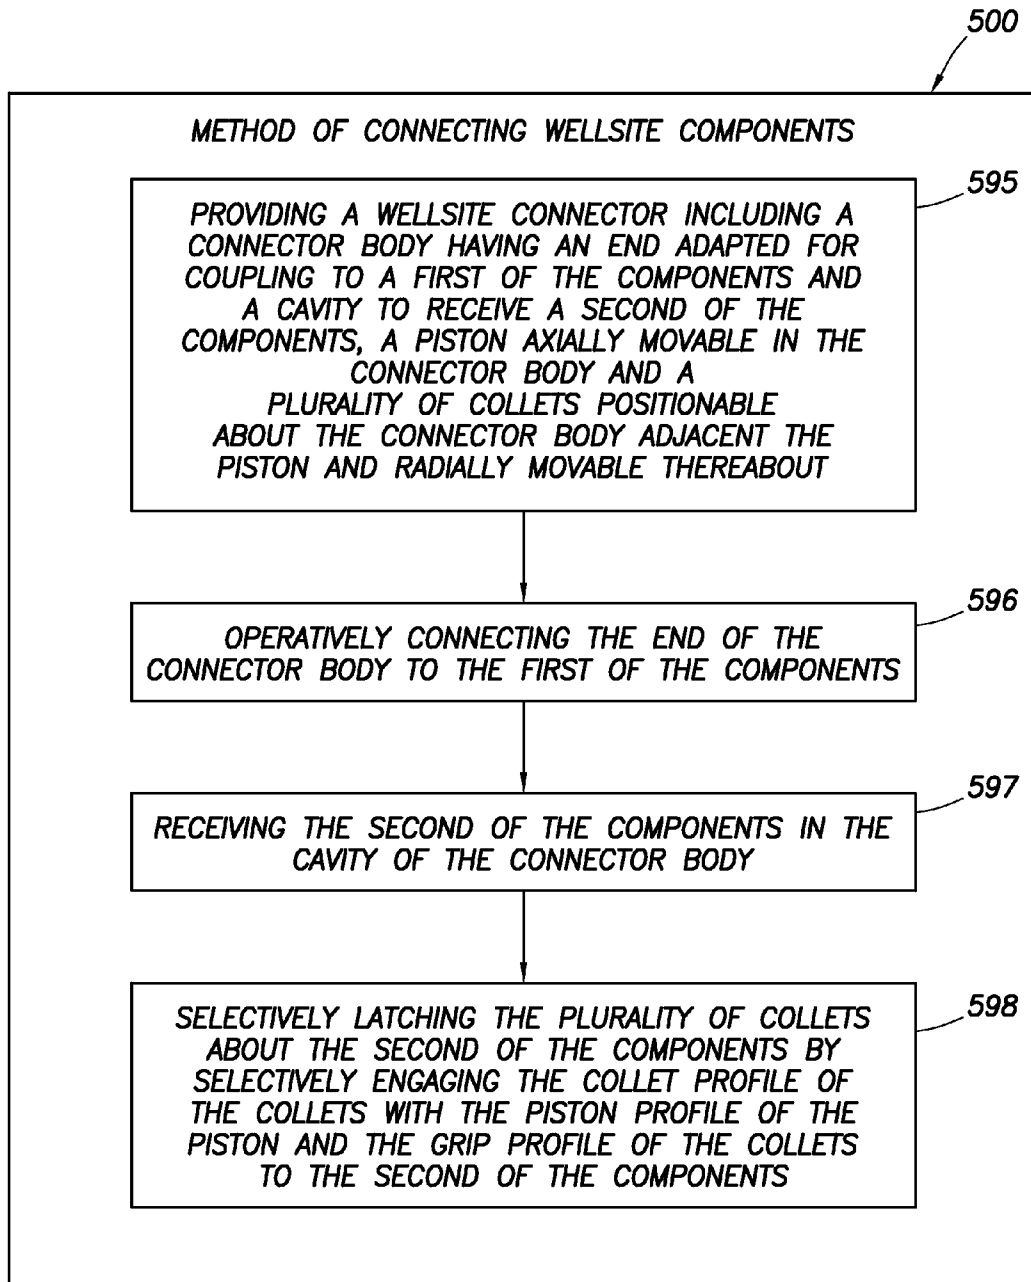 500
METHOD OF CONNECTING WELLSITE COMPONENTS
595
PROVIDING A WELLSITE CONNECTOR INCLUDING A
CONNECTOR BODY HAVING AN END ADAPTED FOR
COUPLING TO A FIRST OF THE COMPONENTS AND
A CAVITY TO RECEIVE A SECOND OF THE
COMPONENTS, A PISTON AXIALLY MOVABLE IN THE
CONNECTOR BODY AND A
PLURALITY OF COLLETS POSITIONABLE
ABOUT THE CONNECTOR BODY ADJACENT THE
PISTON AND RADIALLY MOVABLE THEREABOUT
596
OPERATIVELY CONNECTING THE END OF THE
CONNECTOR BODY TO THE FIRST OF THE COMPONENTS
597
RECEIVING THE SECOND OF THE COMPONENTS IN THE
CAVITY OF THE CONNECTOR BODY
598
SELECTIVELY LATCHING THE PLURALITY OF COLLETS
ABOUT THE SECOND OF THE COMPONENTS BY
SELECTIVELY ENGAGING THE COLLET PROFILE OF
THE COLLETS WITH THE PISTON PROFILE OF THE
PISTON AND THE GRIP PROFILE OF THE COLLETS
TO THE SECOND OF THE COMPONENTS